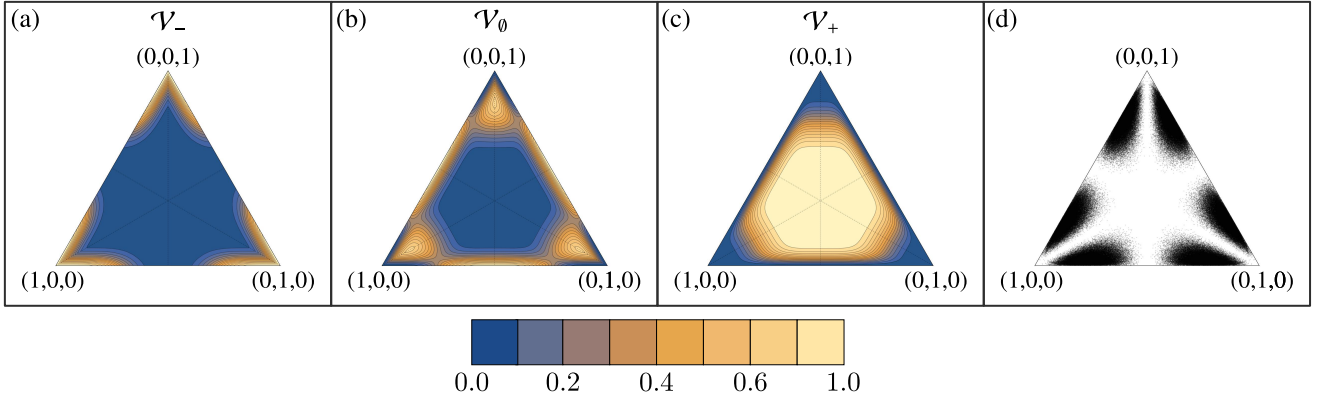 (a) 𝒱₋ (b) 𝒱∅ (c) 𝒱₊ (d)
(0,0,1) (0,0,1) (0,0,1) (0,0,1)
(1,0,0) (0,1,0) (1,0,0) (0,1,0) (1,0,0) (0,1,0) (1,0,0) (0,1,0)
0.0 0.2 0.4 0.6 1.0